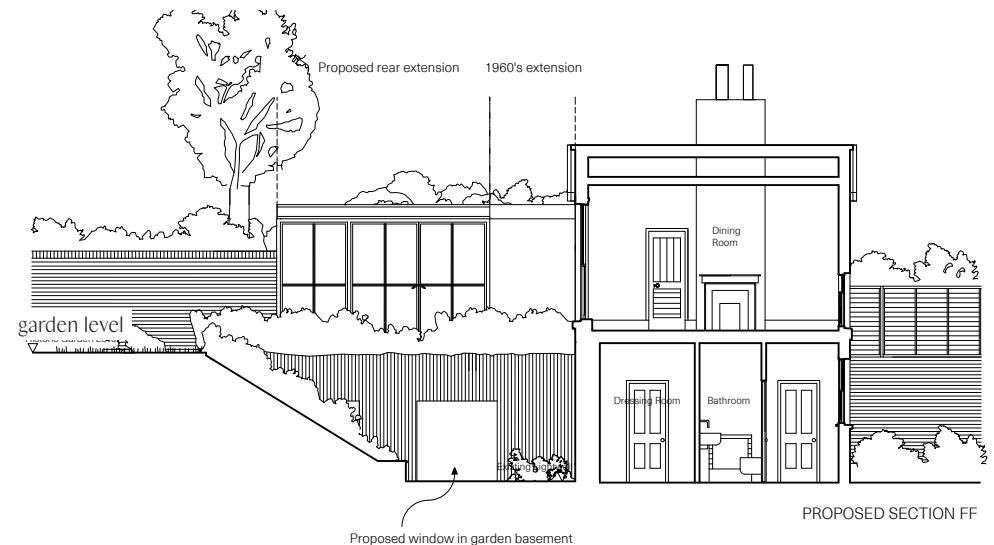 Proposed rear extension
1960's extension
Dining
Room
garden level
Dressing Room
Bathroom
Existing
PROPOSED SECTION FF
Proposed window in garden basement